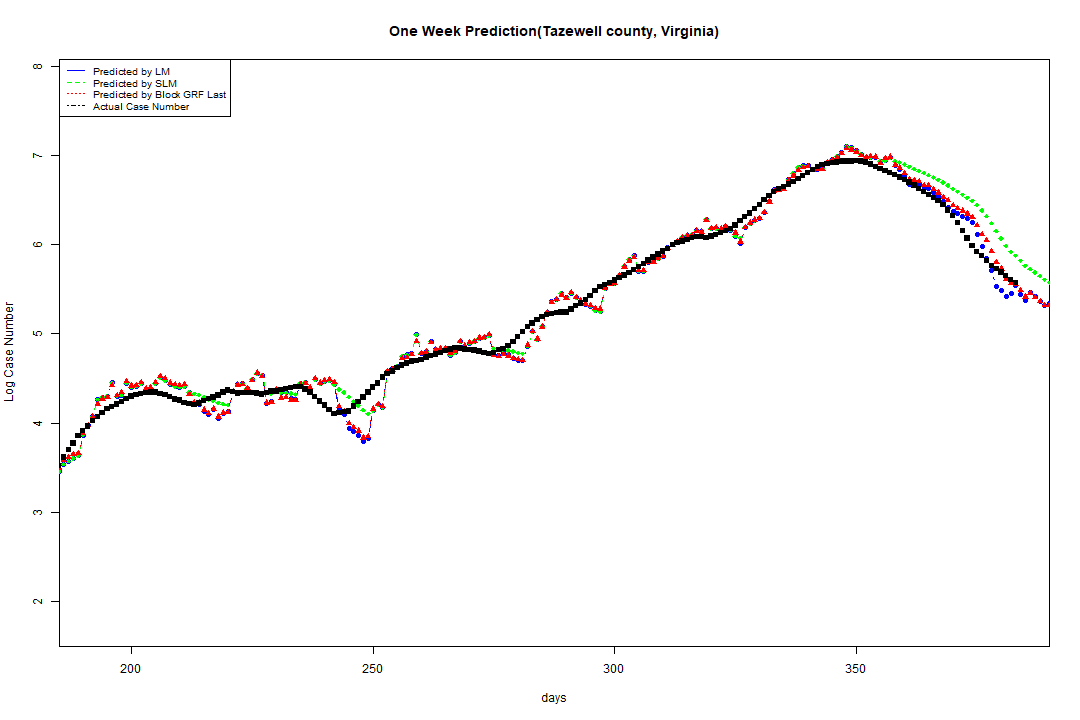 One Week Prediction(Tazewell county, Virginia)
Predicted by LM
Predicted by SLM
Predicted by Block GRF Last
Actual Case Number
8
7
6
5
4
3
2
Log Case Number
200
250
300
350
days